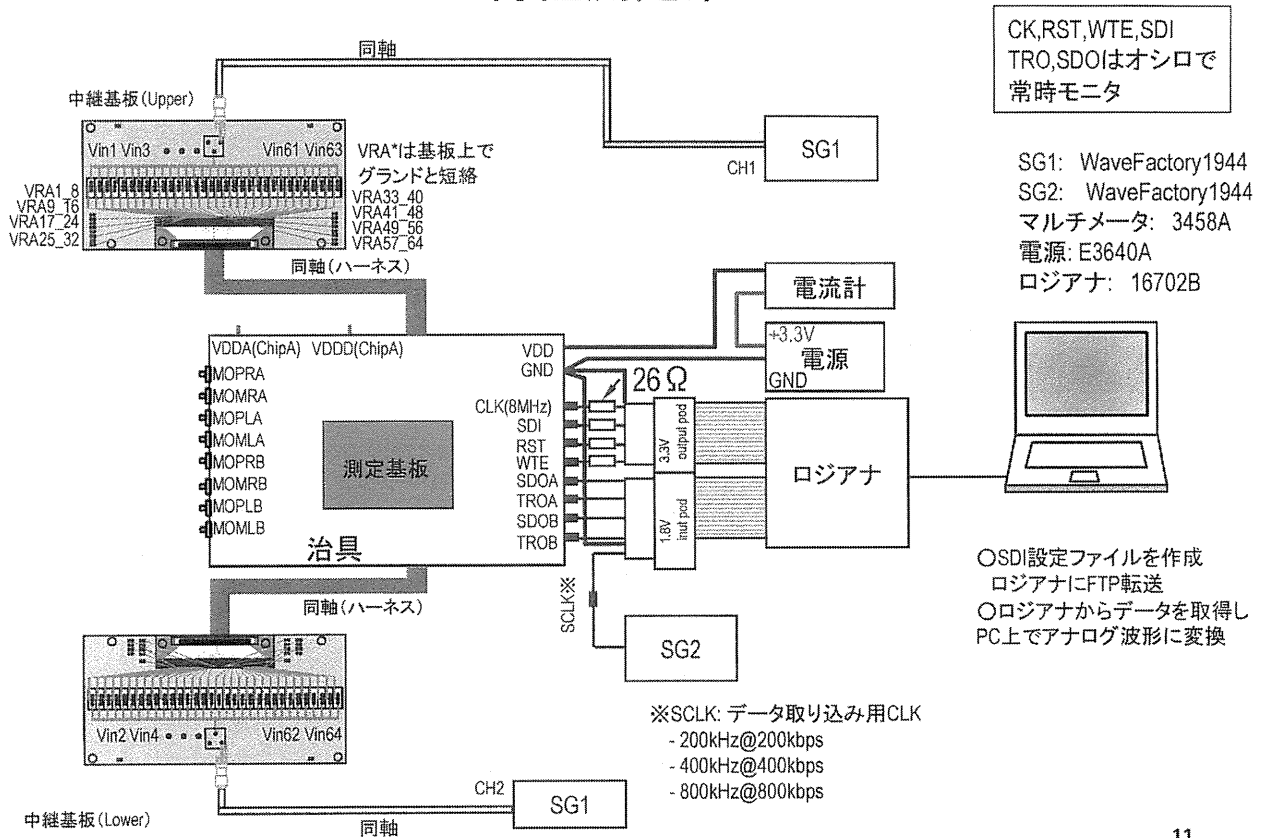 CK,RST,WTE,SDI
TRO,SDOはオシロで
常時モニタ
同軸
中継基板(Upper)
Vin1 Vin3
Vin61 Vin63
VRA*は基板上で
グランドと短絡
VRA1_8
VRA9_16
VRA17_24
VRA25_32
VRA33_40
VRA41_48
VRA49_56
VRA57_64
CH1
SG1
SG1: WaveFactory1944
SG2: WaveFactory1944
マルチメータ: 3458A
電源: E3640A
ロジアナ: 16702B
同軸(ハーネス)
電流計
+3.3V
電源
GND
VDDA(ChipA) VDDD(ChipA)
VDD
GND
26Ω
MOPRA
MOMRA
MOPLA
MOMLA
MOPRB
MOMRB
MOPLB
MOMLB
測定基板
治具
CLK(8MHz)
SDI
RST
WTE
SDOA
TROA
SDOB
TROB
3.3V
output pod
1.8V
inut pod
ロジアナ
SCLK※
同軸(ハーネス)
SG2
〇SDI設定ファイルを作成
ロジアナにFTP転送
〇ロジアナからデータを取得し
PC上でアナログ波形に変換
※SCLK: データ取り込み用CLK
- 200kHz@200kbps
- 400kHz@400kbps
- 800kHz@800kbps
Vin2 Vin4
Vin62 Vin64
CH2
SG1
中継基板(Lower)
同軸
11